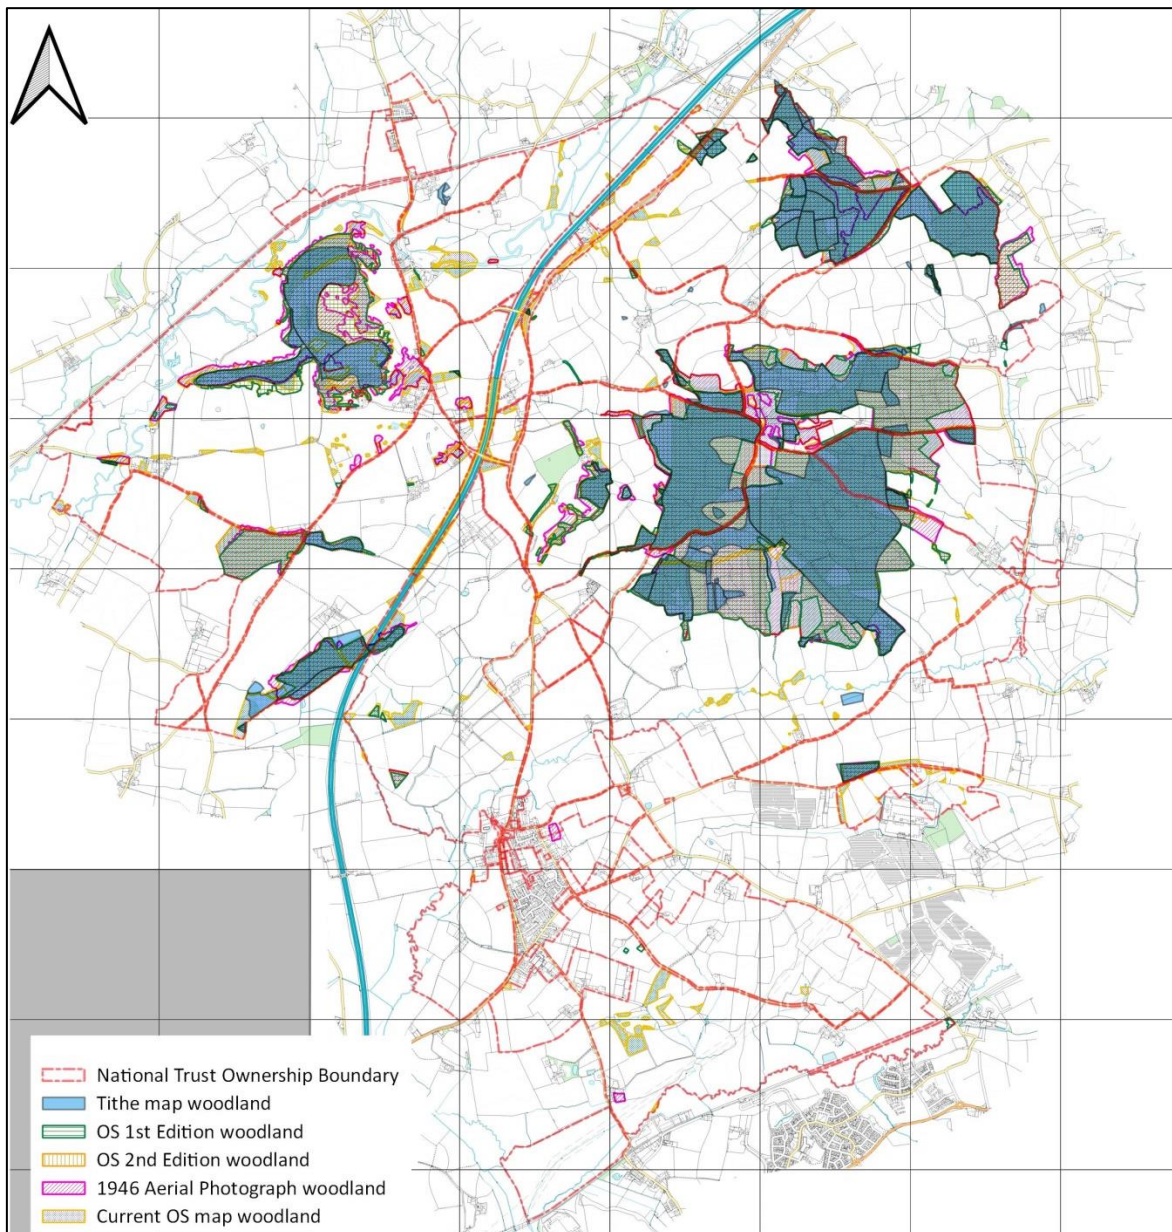 National Trust Ownership Boundary
Tithe map woodland
OS 1st Edition woodland
OS 2nd Edition woodland
1946 Aerial Photograph woodland
Current OS map woodland